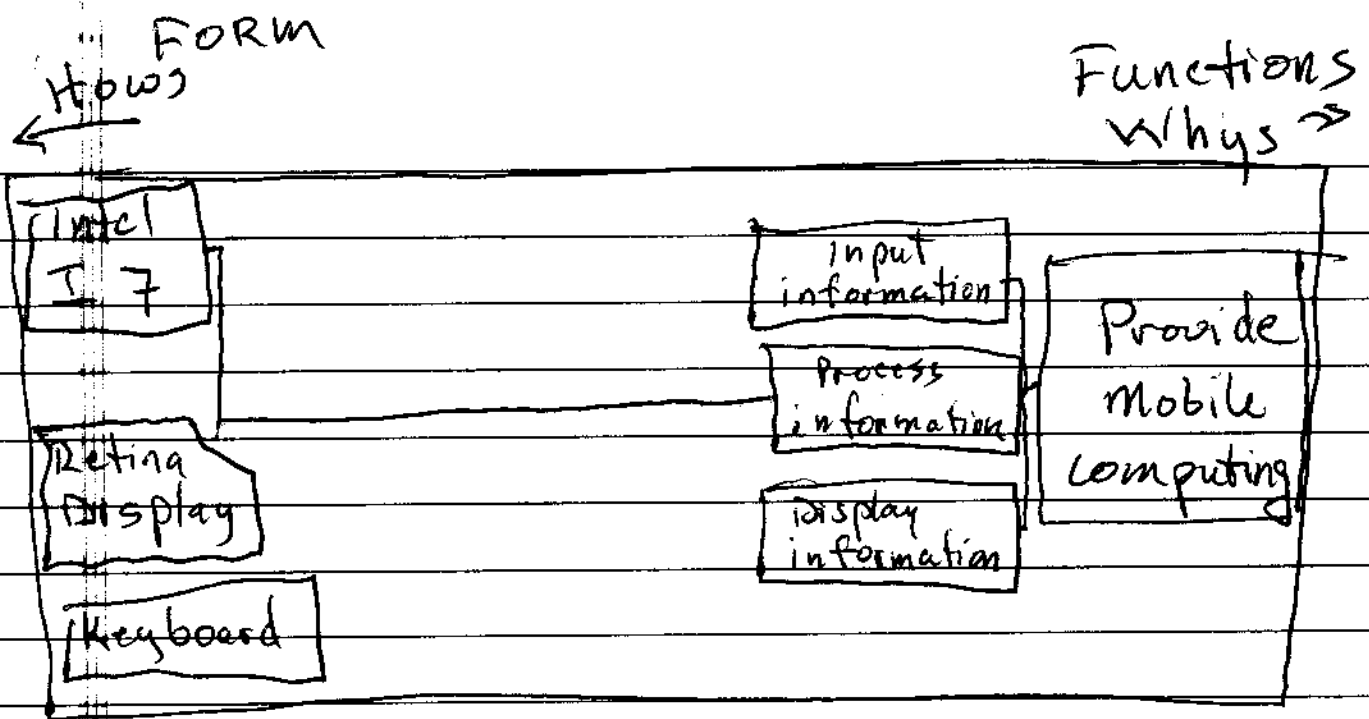 FORM
Hows
Functions
Whys
Intel
I 7
Retina
Display
Keyboard
Input
information
Process
information
Display
information
Provide
Mobile
computing